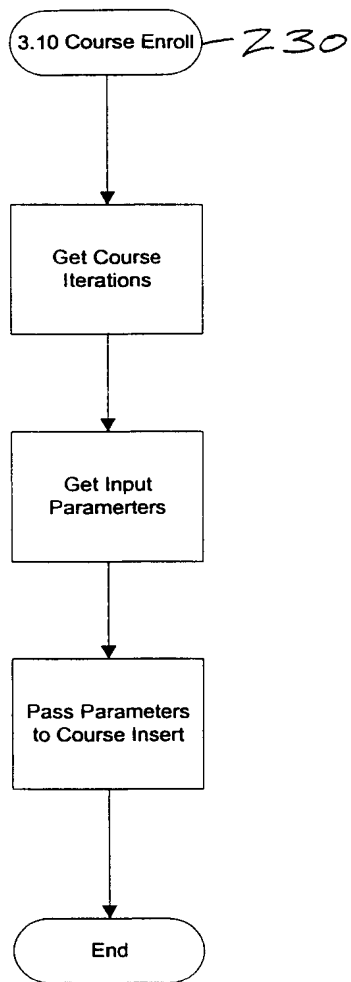 3.10 Course Enroll 230
Get Course
Iterations
Get Input
Paramerters
Pass Parameters
to Course Insert
End